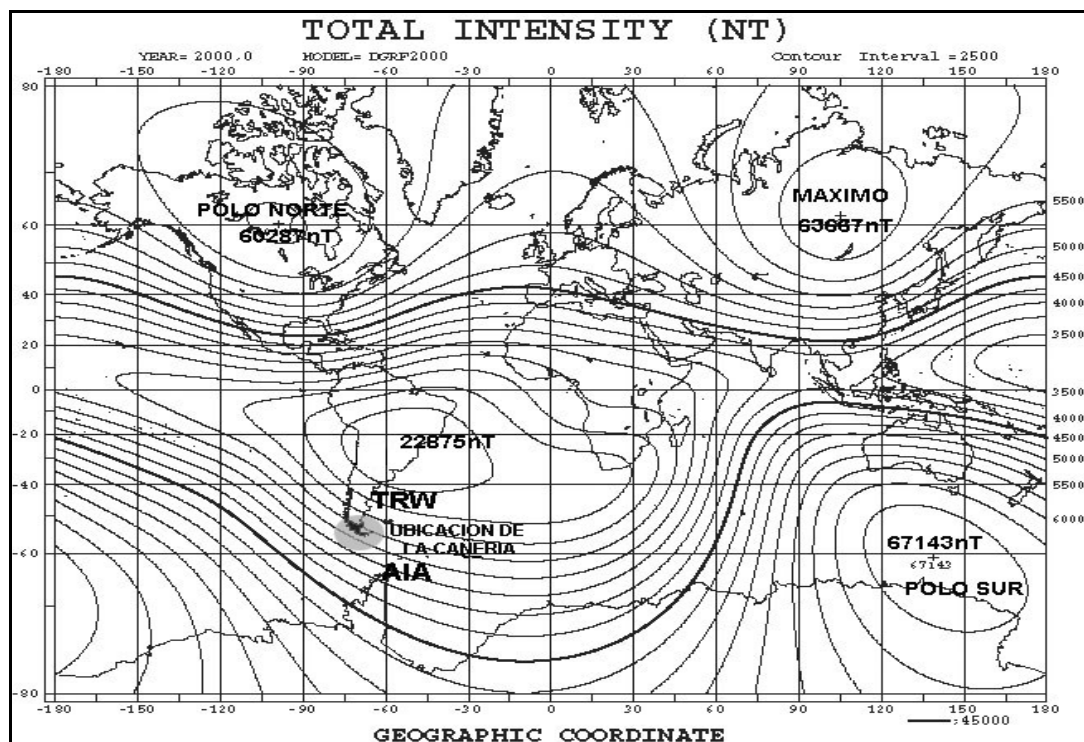 TOTAL INTENSITY (NT)
YEAR= 2000,0 MODEL= DGRF2000 Contour Interval =2500
-180 -150 -120 -90 -60 -30 0 30 60 90 120 150 180
80
60
40
20
0
-20
-40
-60
-80
POLO NORTE
60287nT
MAXIMO
63667nT
5500
5000
4500
4000
3500
3500
4000
4500
5000
5500
6000
22875nT
TRW
UBICACION DE
LA CAÑERIA
AIA
67143nT
67143
POLO SUR
-180 -150 -120 -90 -60 -30 0 30 60 90 120 150 180
:45000
GEOGRAPHIC COORDINATE